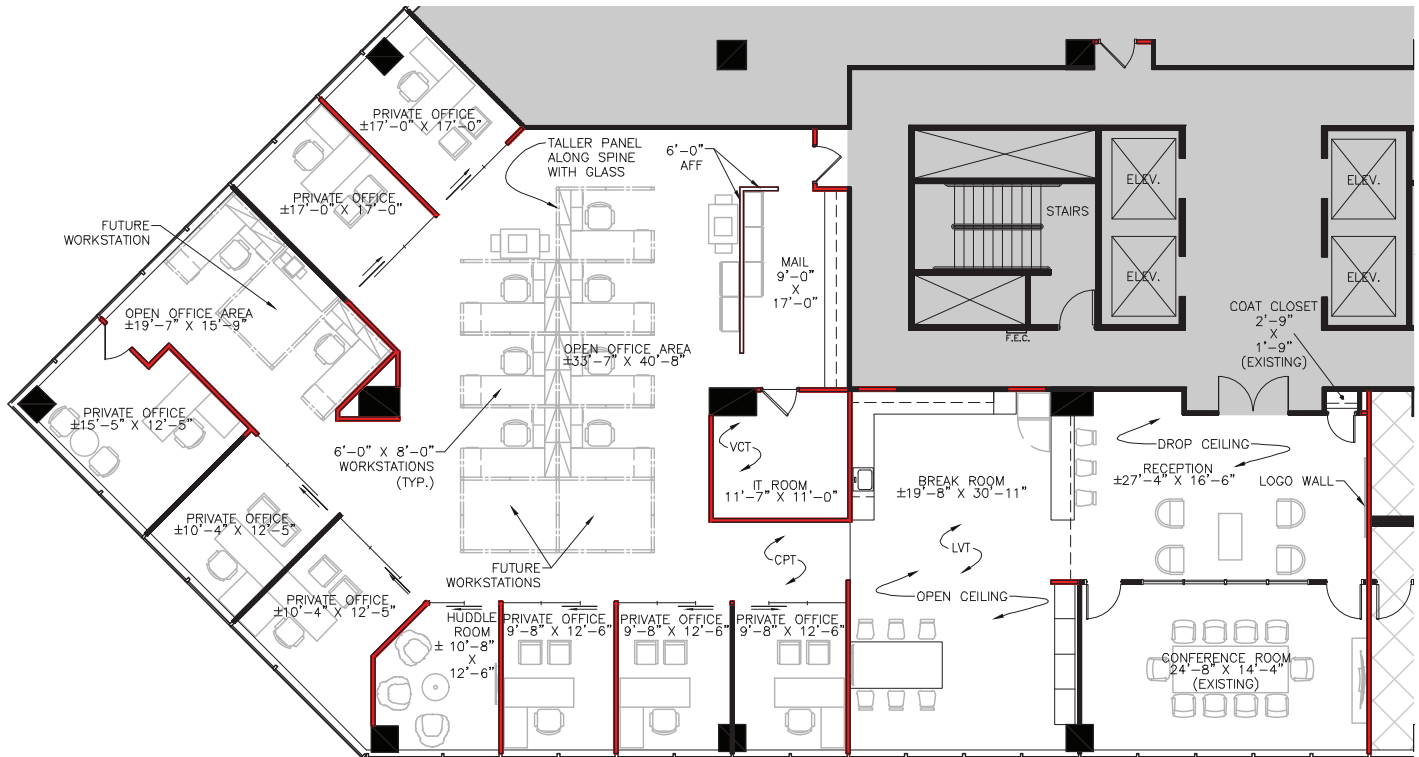 PRIVATE OFFICE
±17'-0" X 17'-0"
PRIVATE OFFICE
±17'-0" X 17'-0"
FUTURE
WORKSTATION
OPEN OFFICE AREA
±19'-7" X 15'-9"
PRIVATE OFFICE
±15'-5" X 12'-5"
PRIVATE OFFICE
±10'-4" X 12'-5"
PRIVATE OFFICE
±10'-4" X 12'-5"
TALLER PANEL
ALONG SPINE
WITH GLASS
6'-0"
AFF
MAIL
9'-0"
X
17'-0"
OPEN OFFICE AREA
±33'-7" X 40'-8"
6'-0" X 8'-0"
WORKSTATIONS
(TYP.)
FUTURE
WORKSTATIONS
VCT
IT ROOM
11'-7" X 11'-0"
CPT
HUDDLE
ROOM
± 10'-8"
X
12'-6"
PRIVATE OFFICE
9'-8" X 12'-6"
PRIVATE OFFICE
9'-8" X 12'-6"
PRIVATE OFFICE
9'-8" X 12'-6"
STAIRS
F.E.C.
ELEV.
ELEV.
ELEV.
ELEV.
COAT CLOSET
2'-9"
X
1'-9"
(EXISTING)
BREAK ROOM
±19'-8" X 30'-11"
LVT
OPEN CEILING
DROP CEILING
RECEPTION
±27'-4" X 16'-6"
LOGO WALL
CONFERENCE ROOM
24'-8" X 14'-4"
(EXISTING)